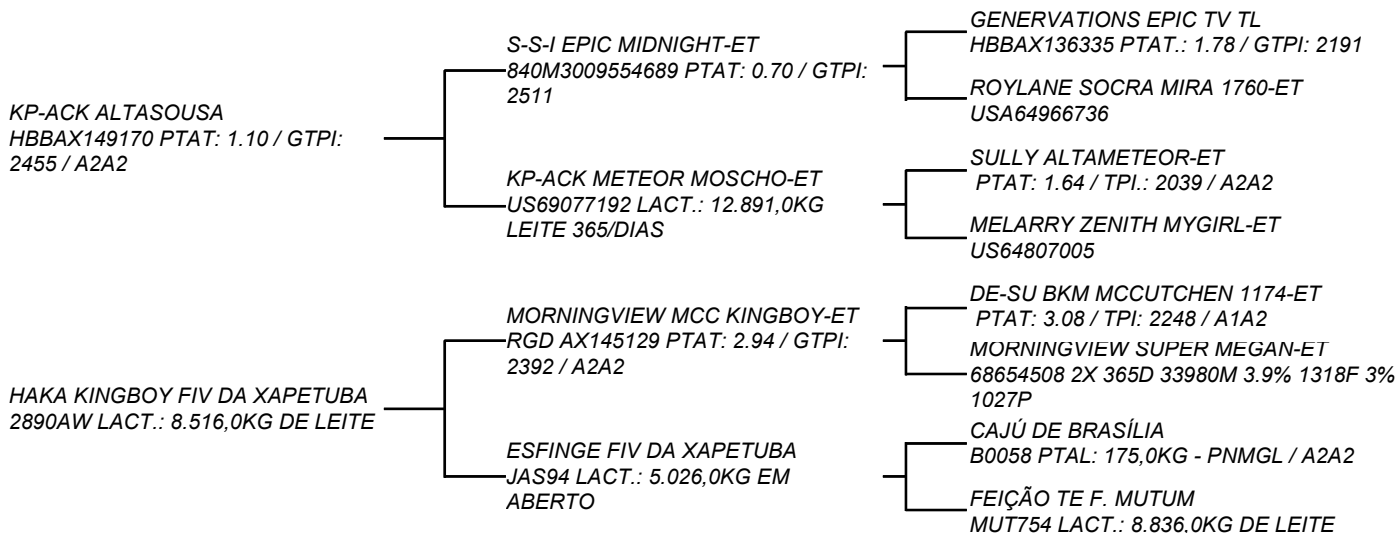 KP-ACK ALTASOUSA
HBBAX149170 PTAT: 1.10 / GTPI:
2455 / A2A2
HAKA KINGBOY FIV DA XAPETUBA
2890AW LACT.: 8.516,0KG DE LEITE
S-S-I EPIC MIDNIGHT-ET
840M3009554689 PTAT: 0.70 / GTPI:
2511
KP-ACK METEOR MOSCHO-ET
US69077192 LACT.: 12.891,0KG
LEITE 365/DIAS
MORNINGVIEW MCC KINGBOY-ET
RGD AX145129 PTAT: 2.94 / GTPI:
2392 / A2A2
ESFINGE FIV DA XAPETUBA
JAS94 LACT.: 5.026,0KG EM
ABERTO
GENERVATIONS EPIC TV TL
HBBAX136335 PTAT.: 1.78 / GTPI: 2191
ROYLANE SOCRA MIRA 1760-ET
USA64966736
SULLY ALTAMETEOR-ET
PTAT: 1.64 / TPI.: 2039 / A2A2
MELARRY ZENITH MYGIRL-ET
US64807005
DE-SU BKM MCCUTCHEN 1174-ET
PTAT: 3.08 / TPI: 2248 / A1A2
MORNINGVIEW SUPER MEGAN-ET
68654508 2X 365D 33980M 3.9% 1318F 3%
1027P
CAJÚ DE BRASÍLIA
B0058 PTAL: 175,0KG - PNMGL / A2A2
FEIÇÃO TE F. MUTUM
MUT754 LACT.: 8.836,0KG DE LEITE